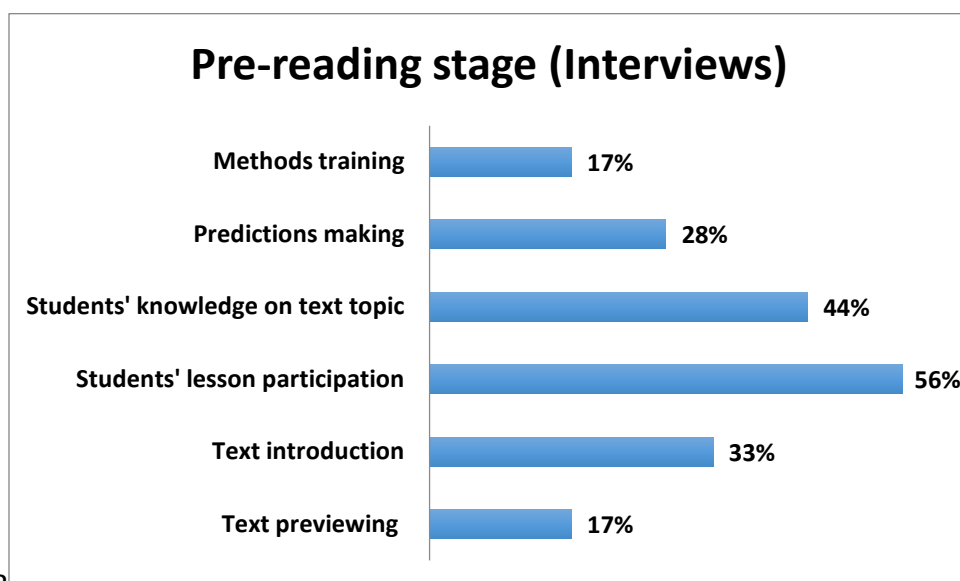 Pre-reading stage (Interviews)
Methods training 17%
Predictions making 28%
Students' knowledge on text topic 44%
Students' lesson participation 56%
Text introduction 33%
Text previewing 17%